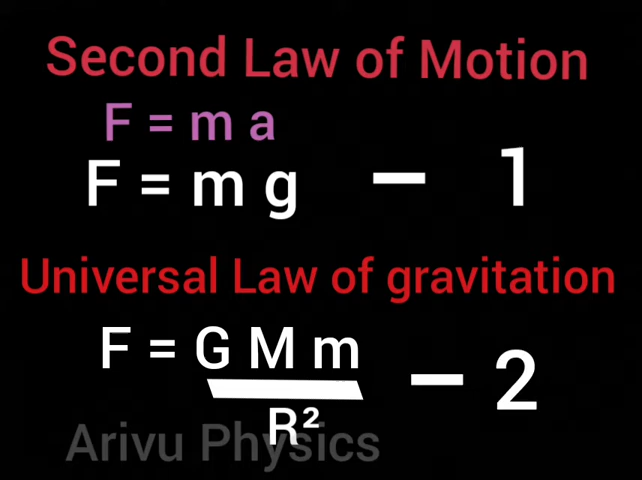 Second Law of Motion
F = m a
F = m g – 1
Universal Law of gravitation
F = G M m – 2
R²
Arivu Physics